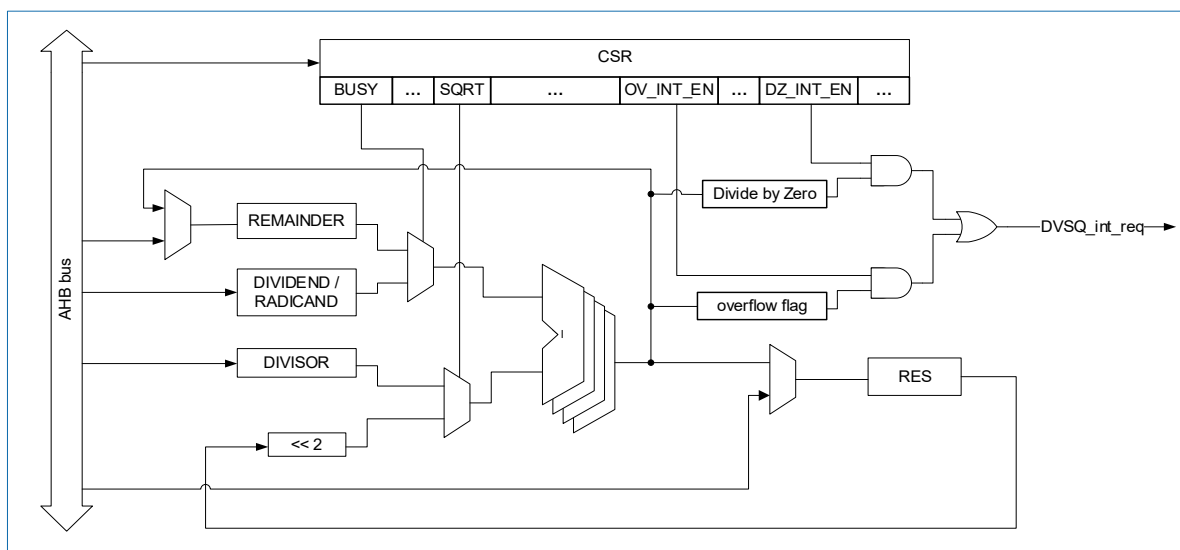 CSR
BUSY ... SQRT ... OV_INT_EN ... DZ_INT_EN ...
AHB bus
REMAINDER
Divide by Zero
DVSQ_int_req
DIVIDEND /
RADICAND
overflow flag
DIVISOR
RES
<< 2